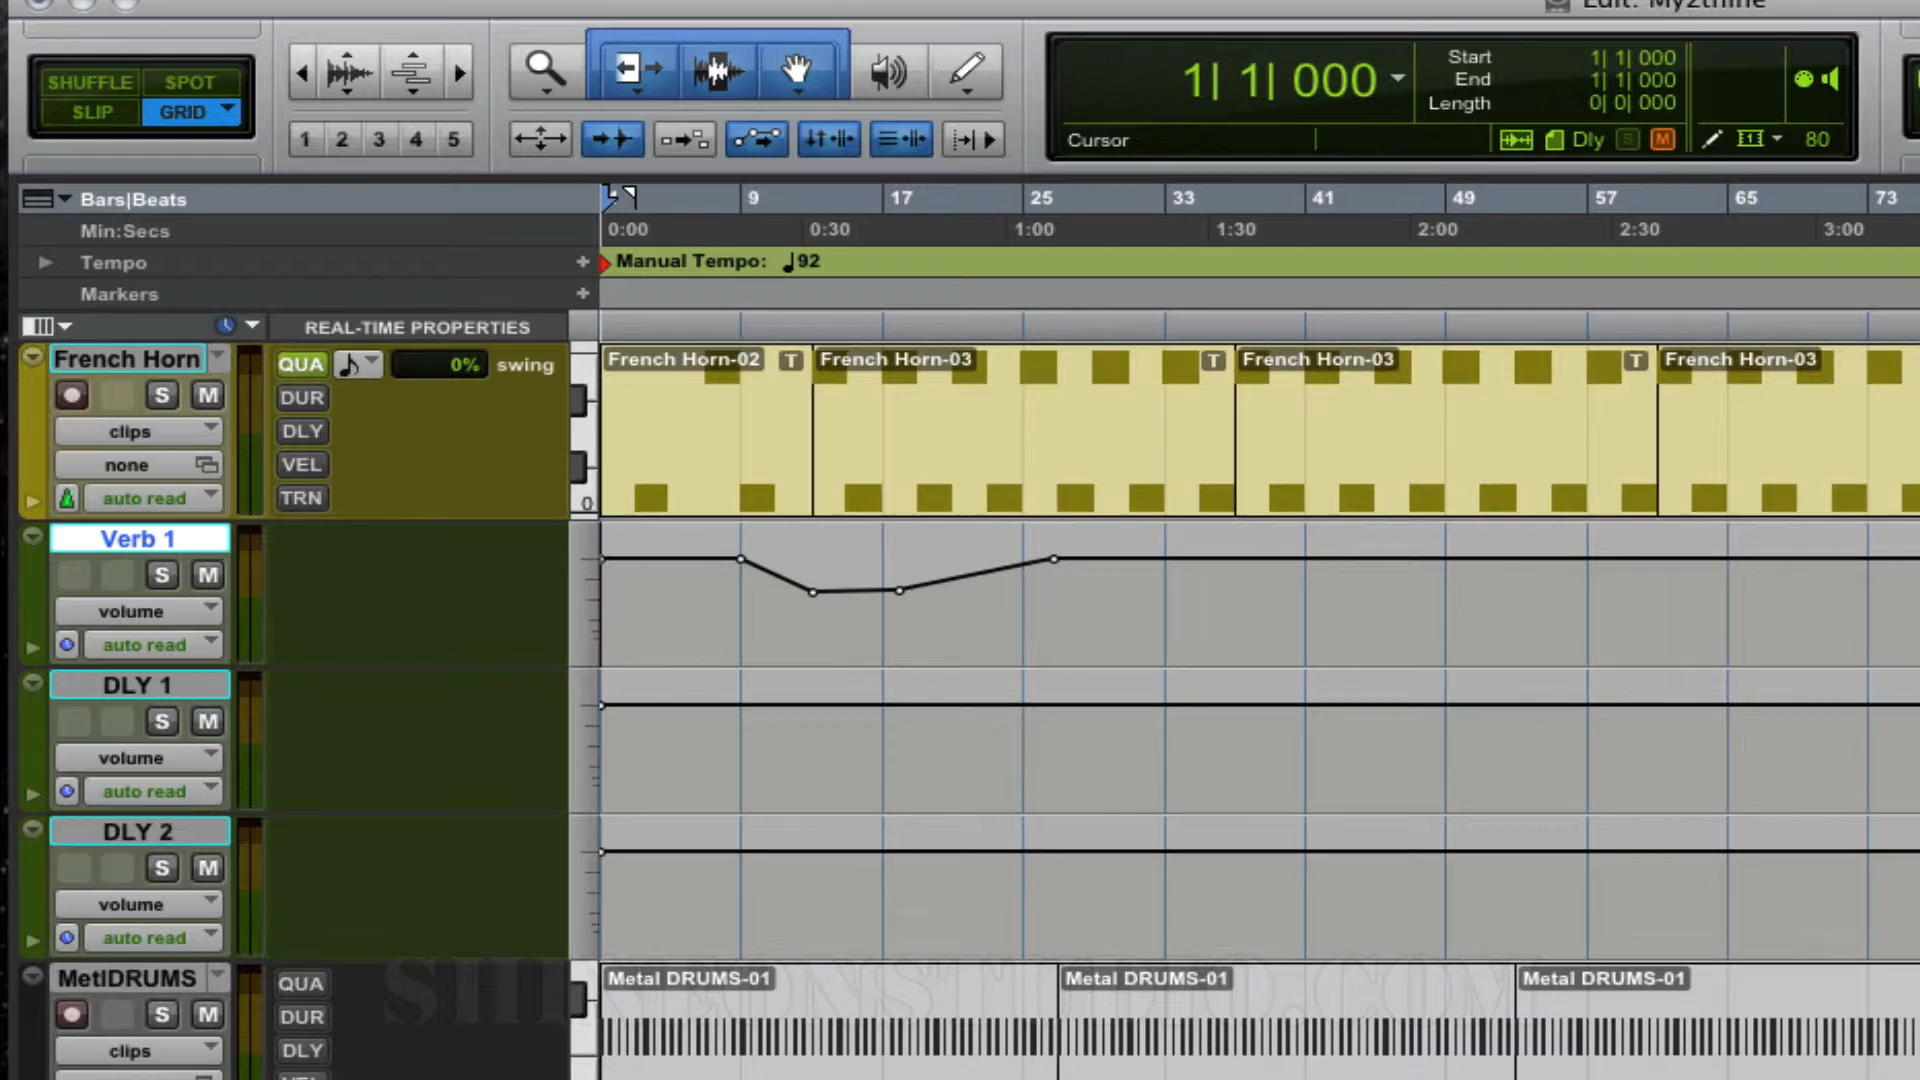 Edit: My2thine
SHUFFLE SPOT
SLIP GRID
1 2 3 4 5
1| 1| 000
Start 1| 1| 000
End 1| 1| 000
Length 0| 0| 000
Cursor
Dly S M
80
Bars|Beats
9 17 25 33 41 49 57 65 73
Min:Secs
0:00 0:30 1:00 1:30 2:00 2:30 3:00
Tempo + Manual Tempo: ♩92
Markers +
REAL-TIME PROPERTIES
French Horn
QUA 0% swing
S M
DUR
clips
DLY
none
VEL
auto read
TRN
0
French Horn-02 T French Horn-03 T French Horn-03 T French Horn-03
Verb 1
S M
volume
auto read
DLY 1
S M
volume
auto read
DLY 2
S M
volume
auto read
MetlDRUMS
QUA
S M
DUR
clips
DLY
VEL
Metal DRUMS-01 Metal DRUMS-01 Metal DRUMS-01